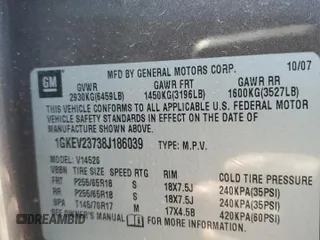 GM
MFD BY GENERAL MOTORS CORP. 10/07
GVWR GAWR FRT GAWR RR
2930KG(6459LB) 1450KG(3196LB) 1600KG(3527LB)
THIS VEHICLE CONFORMS TO ALL APPLICABLE U.S. FEDERAL MOTOR
VEHICLE SAFETY STANDARDS IN EFFECT ON THE DATE OF
MANUFACTURE SHOWN ABOVE.
1GKEV23738J186039 TYPE: M.P.V.
MODEL: V14526
VBBN TIRE SIZE SPEED RTG RIM COLD TIRE PRESSURE
FRT P255/65R18 S 18X7.5J 240KPA(35PSI)
RR P255/65R18 S 18X7.5J 240KPA(35PSI)
SPA T145/70R17 M 17X4.5B 420KPA(60PSI)
DREAMBID